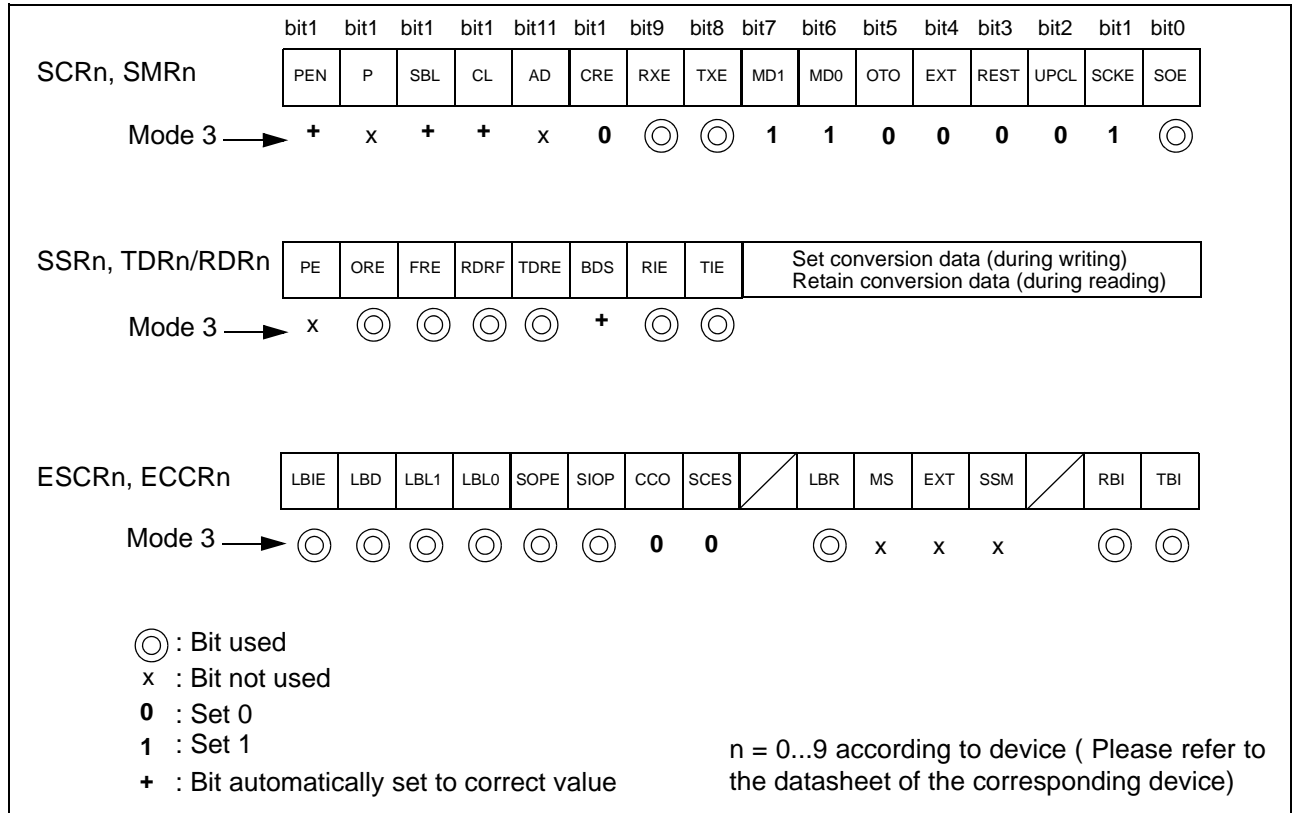 bit1 bit1 bit1 bit1 bit11 bit1 bit9 bit8 bit7 bit6 bit5 bit4 bit3 bit2 bit1 bit0
SCRn, SMRn PEN P SBL CL AD CRE RXE TXE MD1 MD0 OTO EXT REST UPCL SCKE SOE
Mode 3 + x + + x 0 ◎ ◎ 1 1 0 0 0 0 1 ◎
SSRn, TDRn/RDRn PE ORE FRE RDRF TDRE BDS RIE TIE Set conversion data (during writing)
Retain conversion data (during reading)
Mode 3 x ◎ ◎ ◎ ◎ + ◎ ◎
ESCRn, ECCRn LBIE LBD LBL1 LBL0 SOPE SIOP CCO SCES LBR MS EXT SSM RBI TBI
Mode 3 ◎ ◎ ◎ ◎ ◎ ◎ 0 0 ◎ x x x ◎ ◎
◎ : Bit used
x : Bit not used
0 : Set 0
1 : Set 1
+ : Bit automatically set to correct value
n = 0...9 according to device ( Please refer to
the datasheet of the corresponding device)